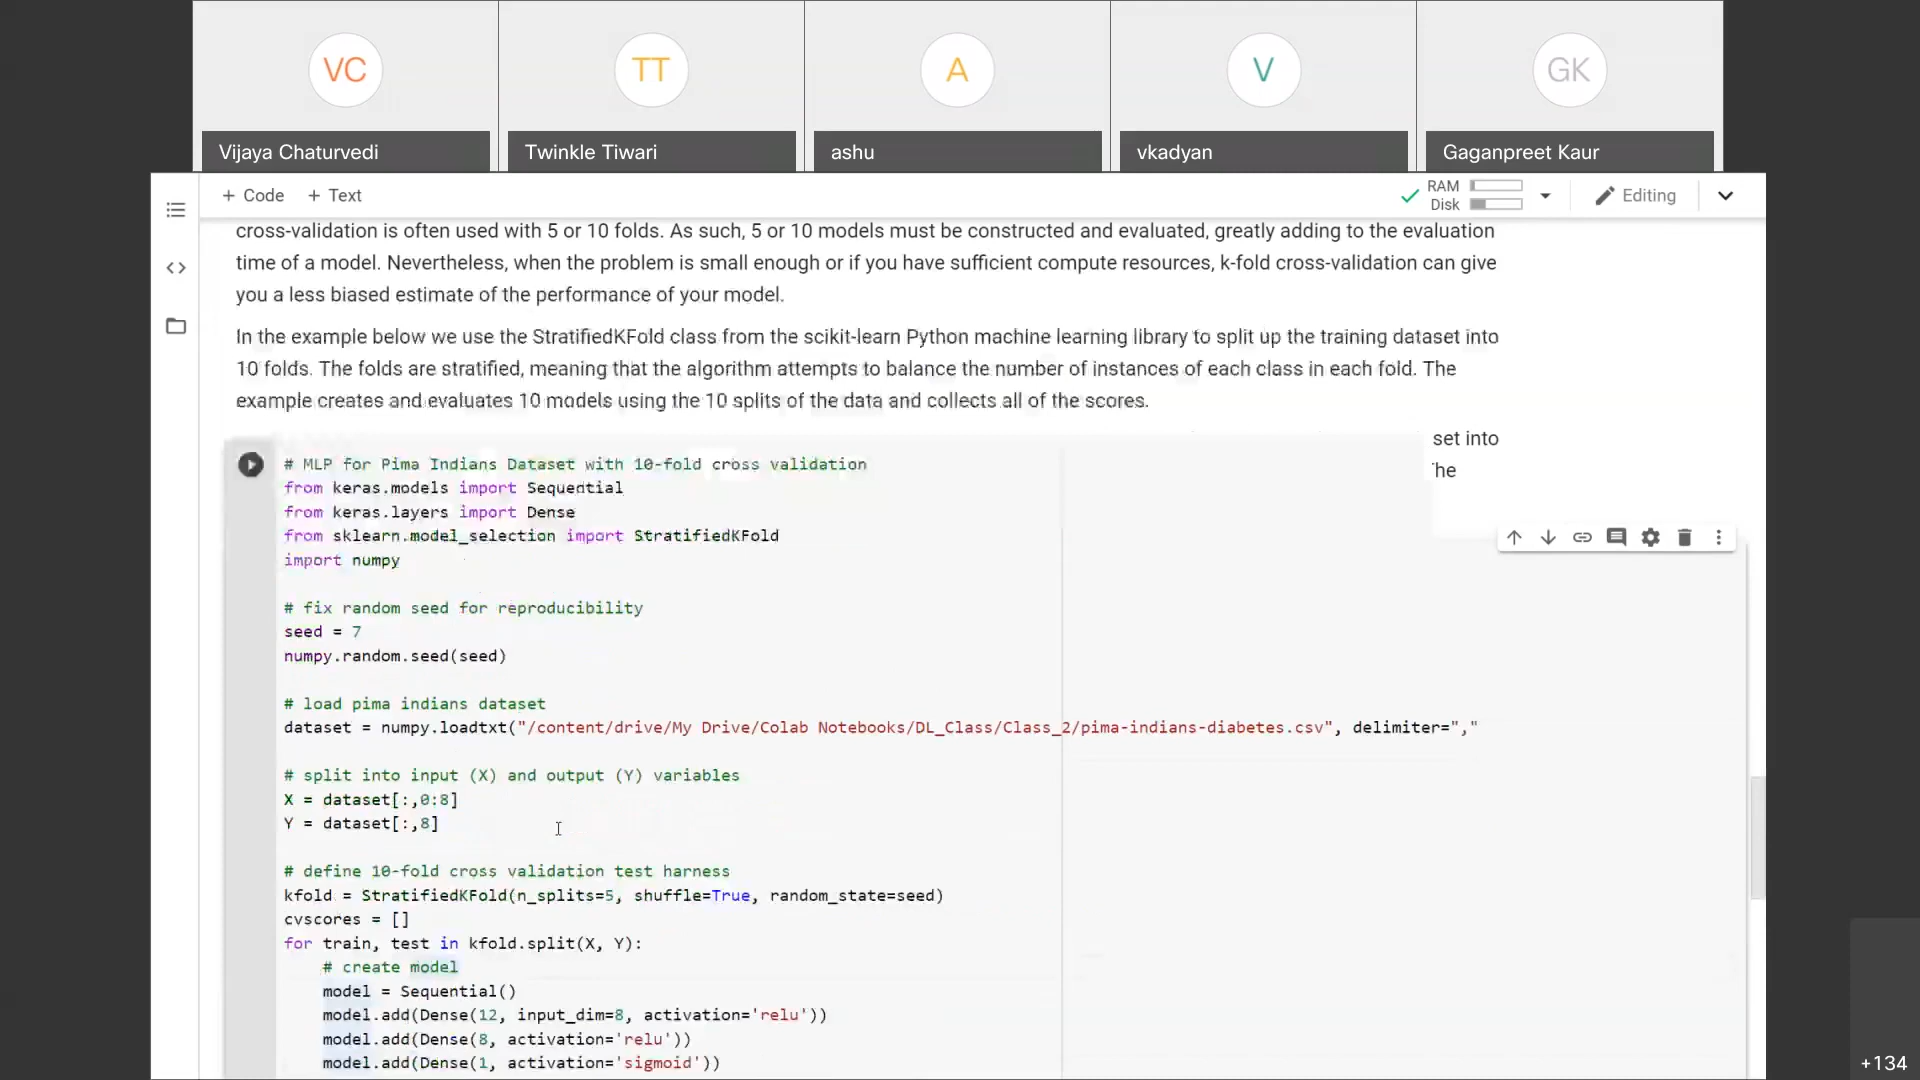 VC
TT
A
V
GK
Vijaya Chaturvedi
Twinkle Tiwari
ashu
vkadyan
Gaganpreet Kaur
+ Code + Text
RAM
Disk
Editing
cross-validation is often used with 5 or 10 folds. As such, 5 or 10 models must be constructed and evaluated, greatly adding to the evaluation
time of a model. Nevertheless, when the problem is small enough or if you have sufficient compute resources, k-fold cross-validation can give
you a less biased estimate of the performance of your model.
In the example below we use the StratifiedKFold class from the scikit-learn Python machine learning library to split up the training dataset into
10 folds. The folds are stratified, meaning that the algorithm attempts to balance the number of instances of each class in each fold. The
example creates and evaluates 10 models using the 10 splits of the data and collects all of the scores.
set into
he
# MLP for Pima Indians Dataset with 10-fold cross validation
from keras.models import Sequential
from keras.layers import Dense
from sklearn.model_selection import StratifiedKFold
import numpy
# fix random seed for reproducibility
seed = 7
numpy.random.seed(seed)
# load pima indians dataset
dataset = numpy.loadtxt("/content/drive/My Drive/Colab Notebooks/DL_Class/Class_2/pima-indians-diabetes.csv", delimiter=","
# split into input (X) and output (Y) variables
X = dataset[:,0:8]
Y = dataset[:,8]
# define 10-fold cross validation test harness
kfold = StratifiedKFold(n_splits=5, shuffle=True, random_state=seed)
cvscores = []
for train, test in kfold.split(X, Y):
# create model
model = Sequential()
model.add(Dense(12, input_dim=8, activation='relu'))
model.add(Dense(8, activation='relu'))
model.add(Dense(1, activation='sigmoid'))
+134